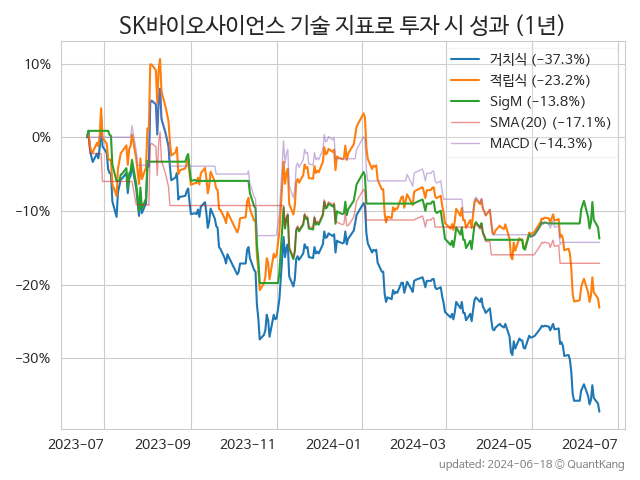 SK바이오사이언스 기술 지표로 투자 시 성과 (1년)
거치식 (−37.3%)
적립식 (−23.2%)
SigM (−13.8%)
SMA(20) (−17.1%)
MACD (−14.3%)
10%
0%
−10%
−20%
−30%
2023-07 2023-09 2023-11 2024-01 2024-03 2024-05 2024-07
updated: 2024-06-18 © QuantKang